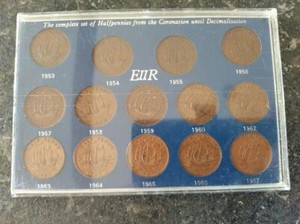 The complete set of Halfpennies from the Coronation until Decimalisation
1953 1954 1955 1956
EIIR
1957 1958 1959 1960 1962
1963 1964 1965 1966 1967